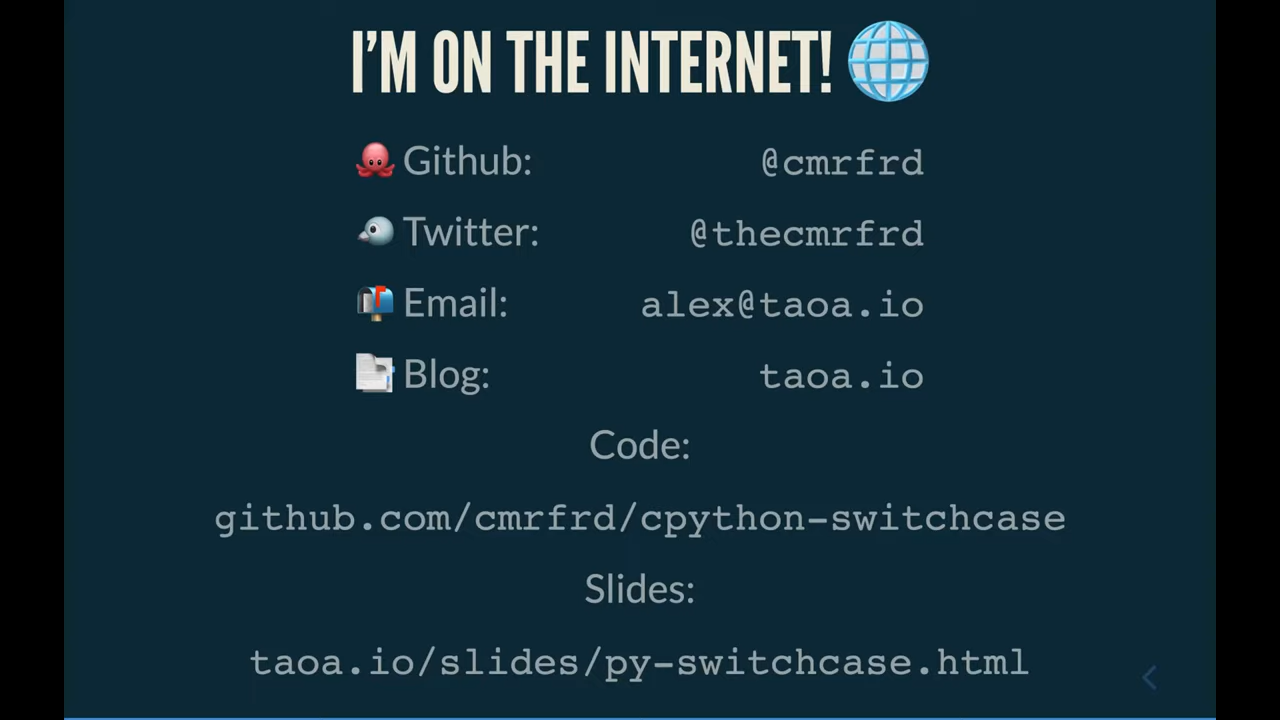 I'M ON THE INTERNET!
Github: @cmrfrd
Twitter: @thecmrfrd
Email: alex@taoa.io
Blog: taoa.io
Code:
github.com/cmrfrd/cpython-switchcase
Slides:
taoa.io/slides/py-switchcase.html